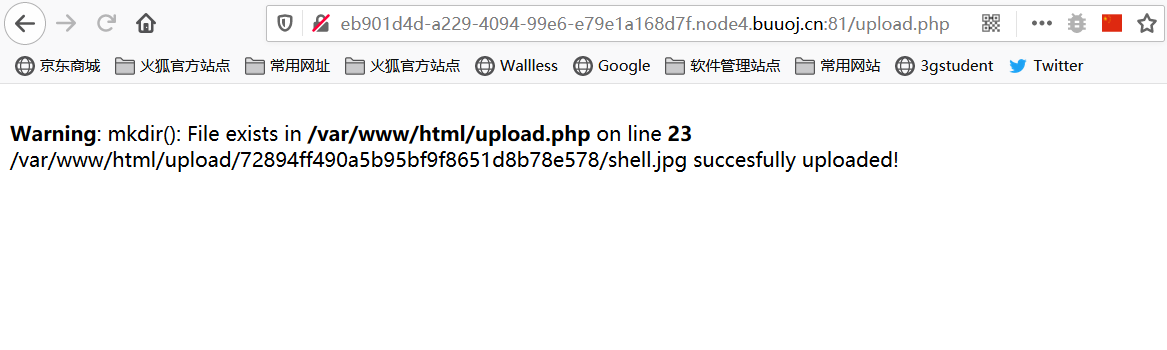 eb901d4d-a229-4094-99e6-e79e1a168d7f.node4.buuoj.cn:81/upload.php
京东商城 火狐官方站点 常用网址 火狐官方站点 Wallless Google 软件管理站点 常用网站 3gstudent Twitter
Warning: mkdir(): File exists in /var/www/html/upload.php on line 23
/var/www/html/upload/72894ff490a5b95bf9f8651d8b78e578/shell.jpg succesfully uploaded!